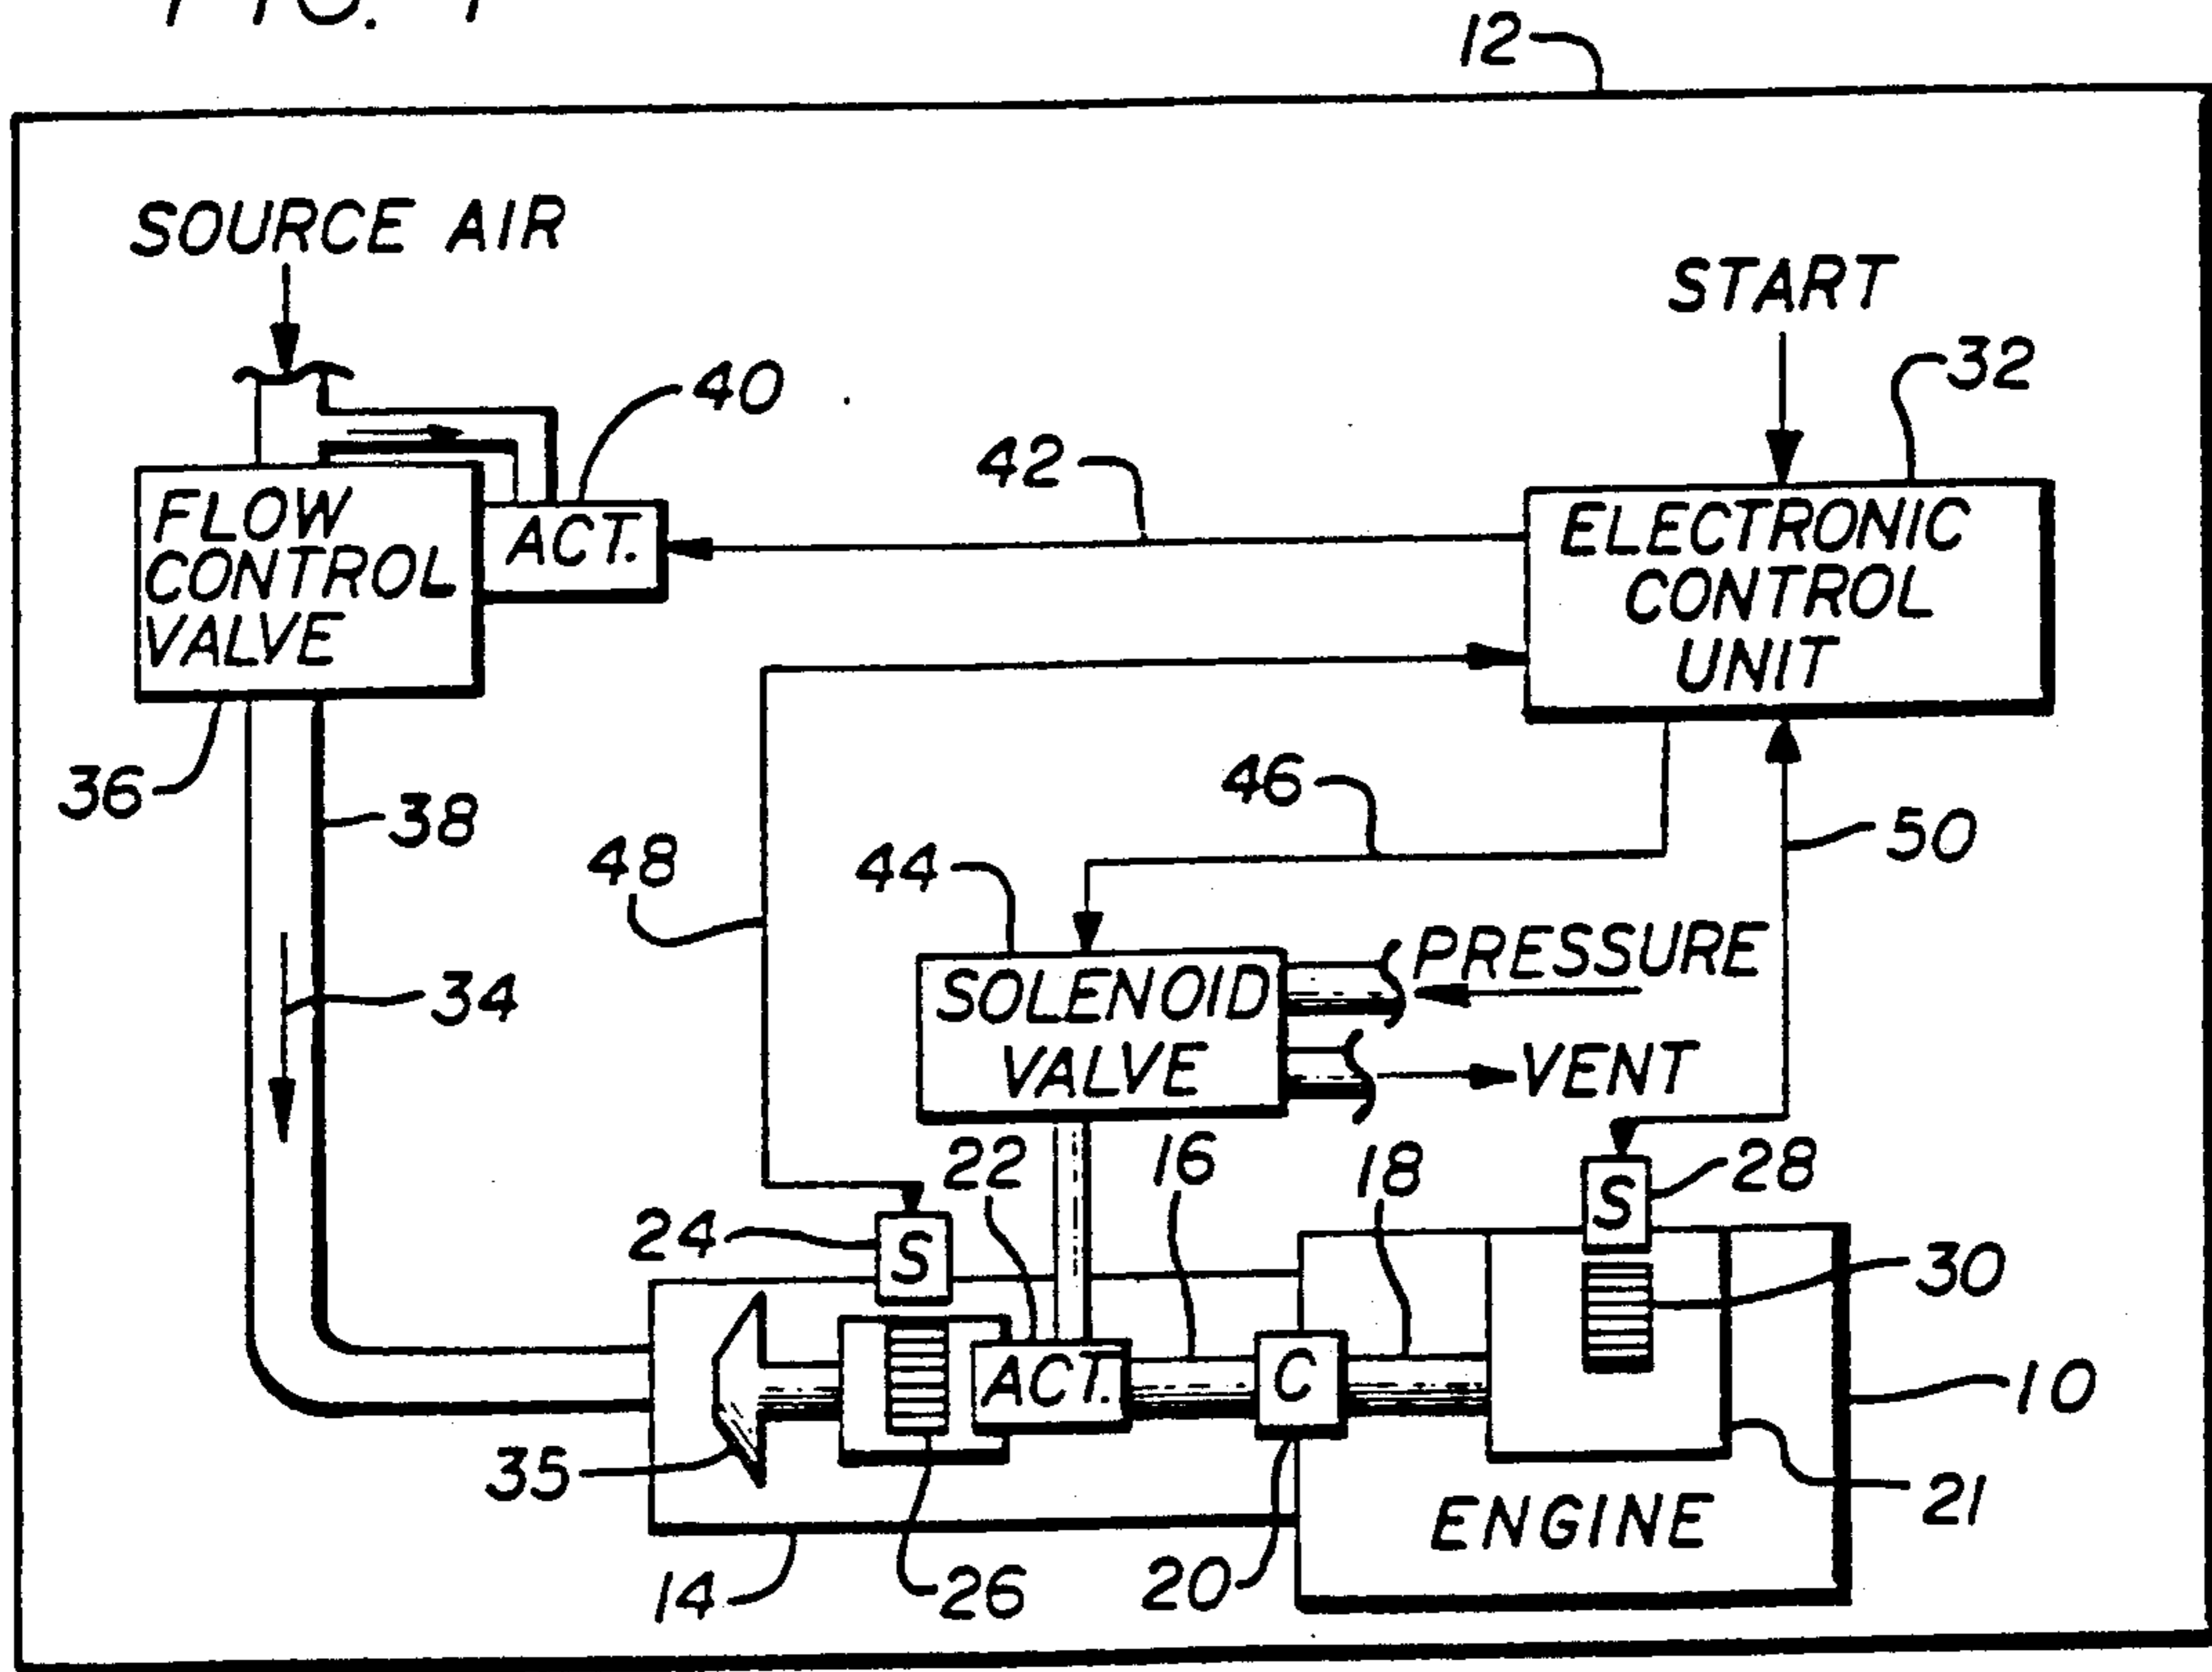 FIG. 1
12
SOURCE AIR
START
32
40
42
FLOW
CONTROL
VALVE
ACT.
ELECTRONIC
CONTROL
UNIT
36
38
46
50
48
44
PRESSURE
SOLENOID
VALVE
VENT
34
22
16
18
28
S
24
S
30
ACT.
C
10
35
21
ENGINE
14
26
20